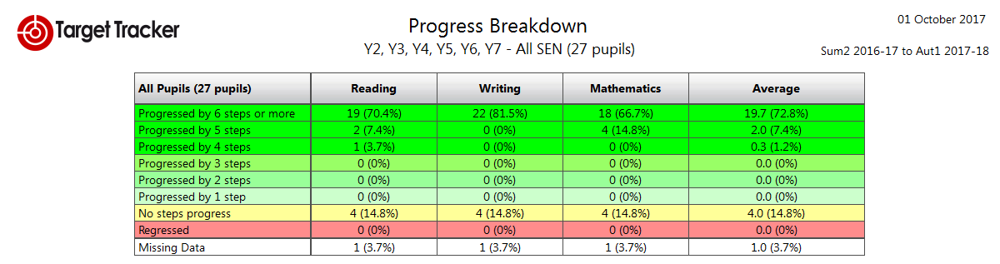 Target Tracker
Progress Breakdown
01 October 2017
Y2, Y3, Y4, Y5, Y6, Y7 - All SEN (27 pupils)
Sum2 2016-17 to Aut1 2017-18
All Pupils (27 pupils) Reading Writing Mathematics Average
Progressed by 6 steps or more 19 (70.4%) 22 (81.5%) 18 (66.7%) 19.7 (72.8%)
Progressed by 5 steps 2 (7.4%) 0 (0%) 4 (14.8%) 2.0 (7.4%)
Progressed by 4 steps 1 (3.7%) 0 (0%) 0 (0%) 0.3 (1.2%)
Progressed by 3 steps 0 (0%) 0 (0%) 0 (0%) 0.0 (0%)
Progressed by 2 steps 0 (0%) 0 (0%) 0 (0%) 0.0 (0%)
Progressed by 1 step 0 (0%) 0 (0%) 0 (0%) 0.0 (0%)
No steps progress 4 (14.8%) 4 (14.8%) 4 (14.8%) 4.0 (14.8%)
Regressed 0 (0%) 0 (0%) 0 (0%) 0.0 (0%)
Missing Data 1 (3.7%) 1 (3.7%) 1 (3.7%) 1.0 (3.7%)